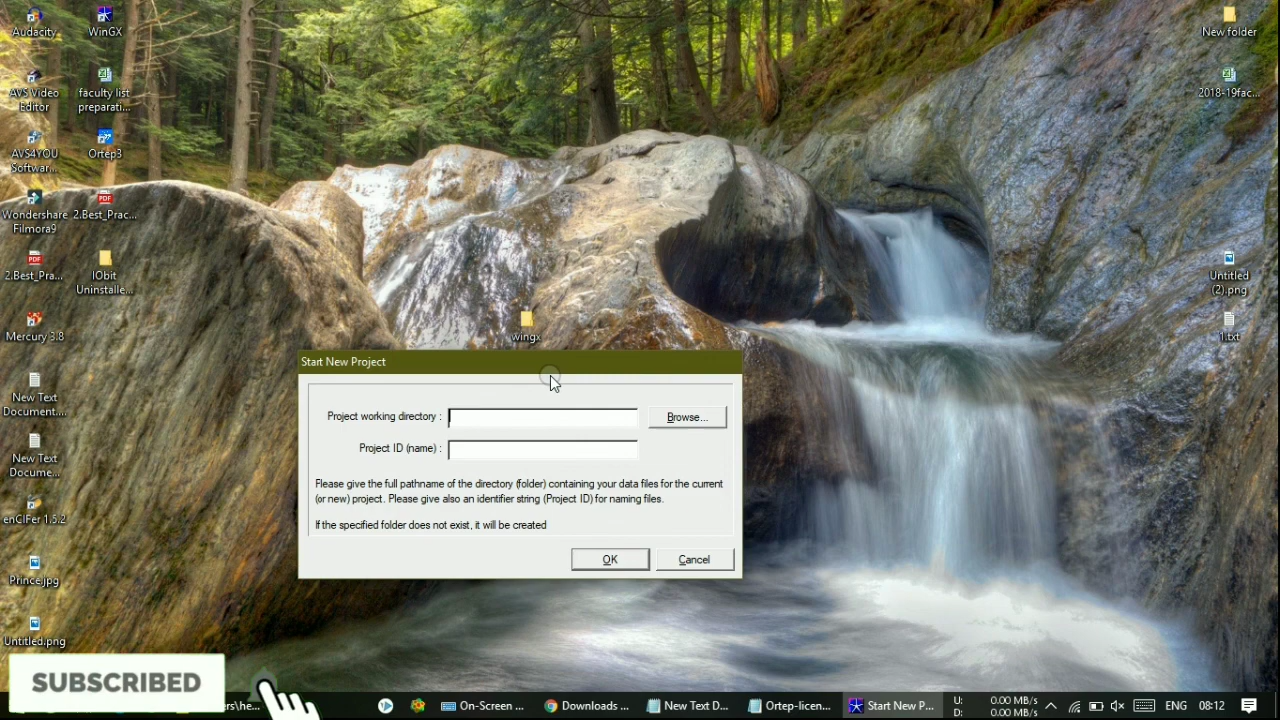 Audacity
WinGX
New folder
AVS Video
Editor
faculty list
preparati...
2018-19fac...
AVS4YOU
Softwar...
Ortep3
Wondershare
Filmora9
2.Best_Prac...
2.Best_Pra...
IObit
Uninstalle...
Untitled
(2).png
Mercury 3.8
wingx
1.txt
Start New Project
Project working directory :
Browse...
Project ID (name) :
Please give the full pathname of the directory (folder) containing your data files for the current
(or new) project. Please give also an identifier string (Project ID) for naming files.
If the specified folder does not exist, it will be created
OK
Cancel
New Text
Document....
New Text
Docume...
enCIFer 1.5.2
Prince.jpg
Untitled.png
SUBSCRIBED
On-Screen ...
Downloads ...
New Text D...
Ortep-licen...
Start New P...
U: 0.00 MB/s
D: 0.00 MB/s
ENG
08:12